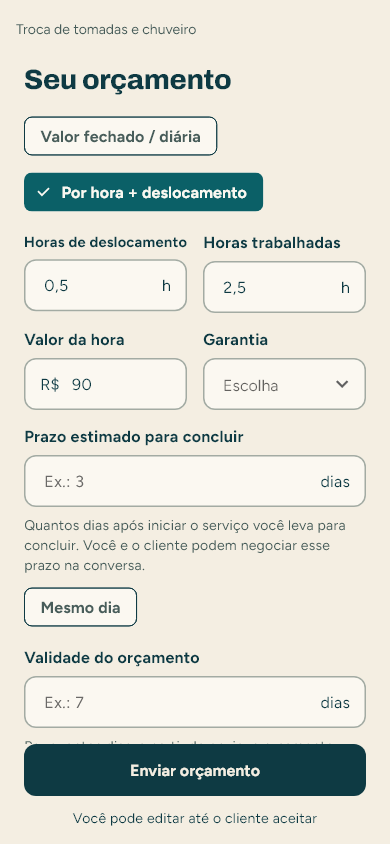 Troca de tomadas e chuveiro
Seu orçamento
Valor fechado / diária
Por hora + deslocamento
Horas de deslocamento
Horas trabalhadas
0,5 h
2,5 h
Valor da hora
Garantia
R$ 90
Escolha
Prazo estimado para concluir
Ex.: 3 dias
Quantos dias após iniciar o serviço você leva para
concluir. Você e o cliente podem negociar esse
prazo na conversa.
Mesmo dia
Validade do orçamento
Ex.: 7 dias
Enviar orçamento
Você pode editar até o cliente aceitar